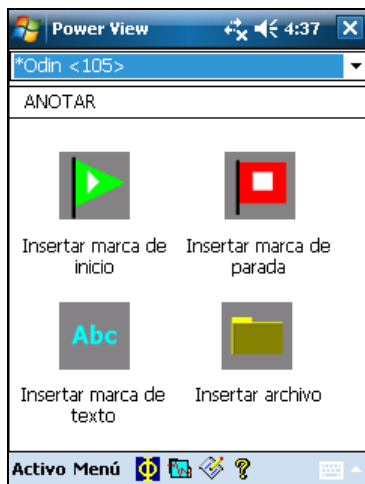 Power View 4:37
*Odin <105>
ANOTAR
Insertar marca de
inicio
Insertar marca de
parada
Abc
Insertar marca de
texto
Insertar archivo
Activo Menú